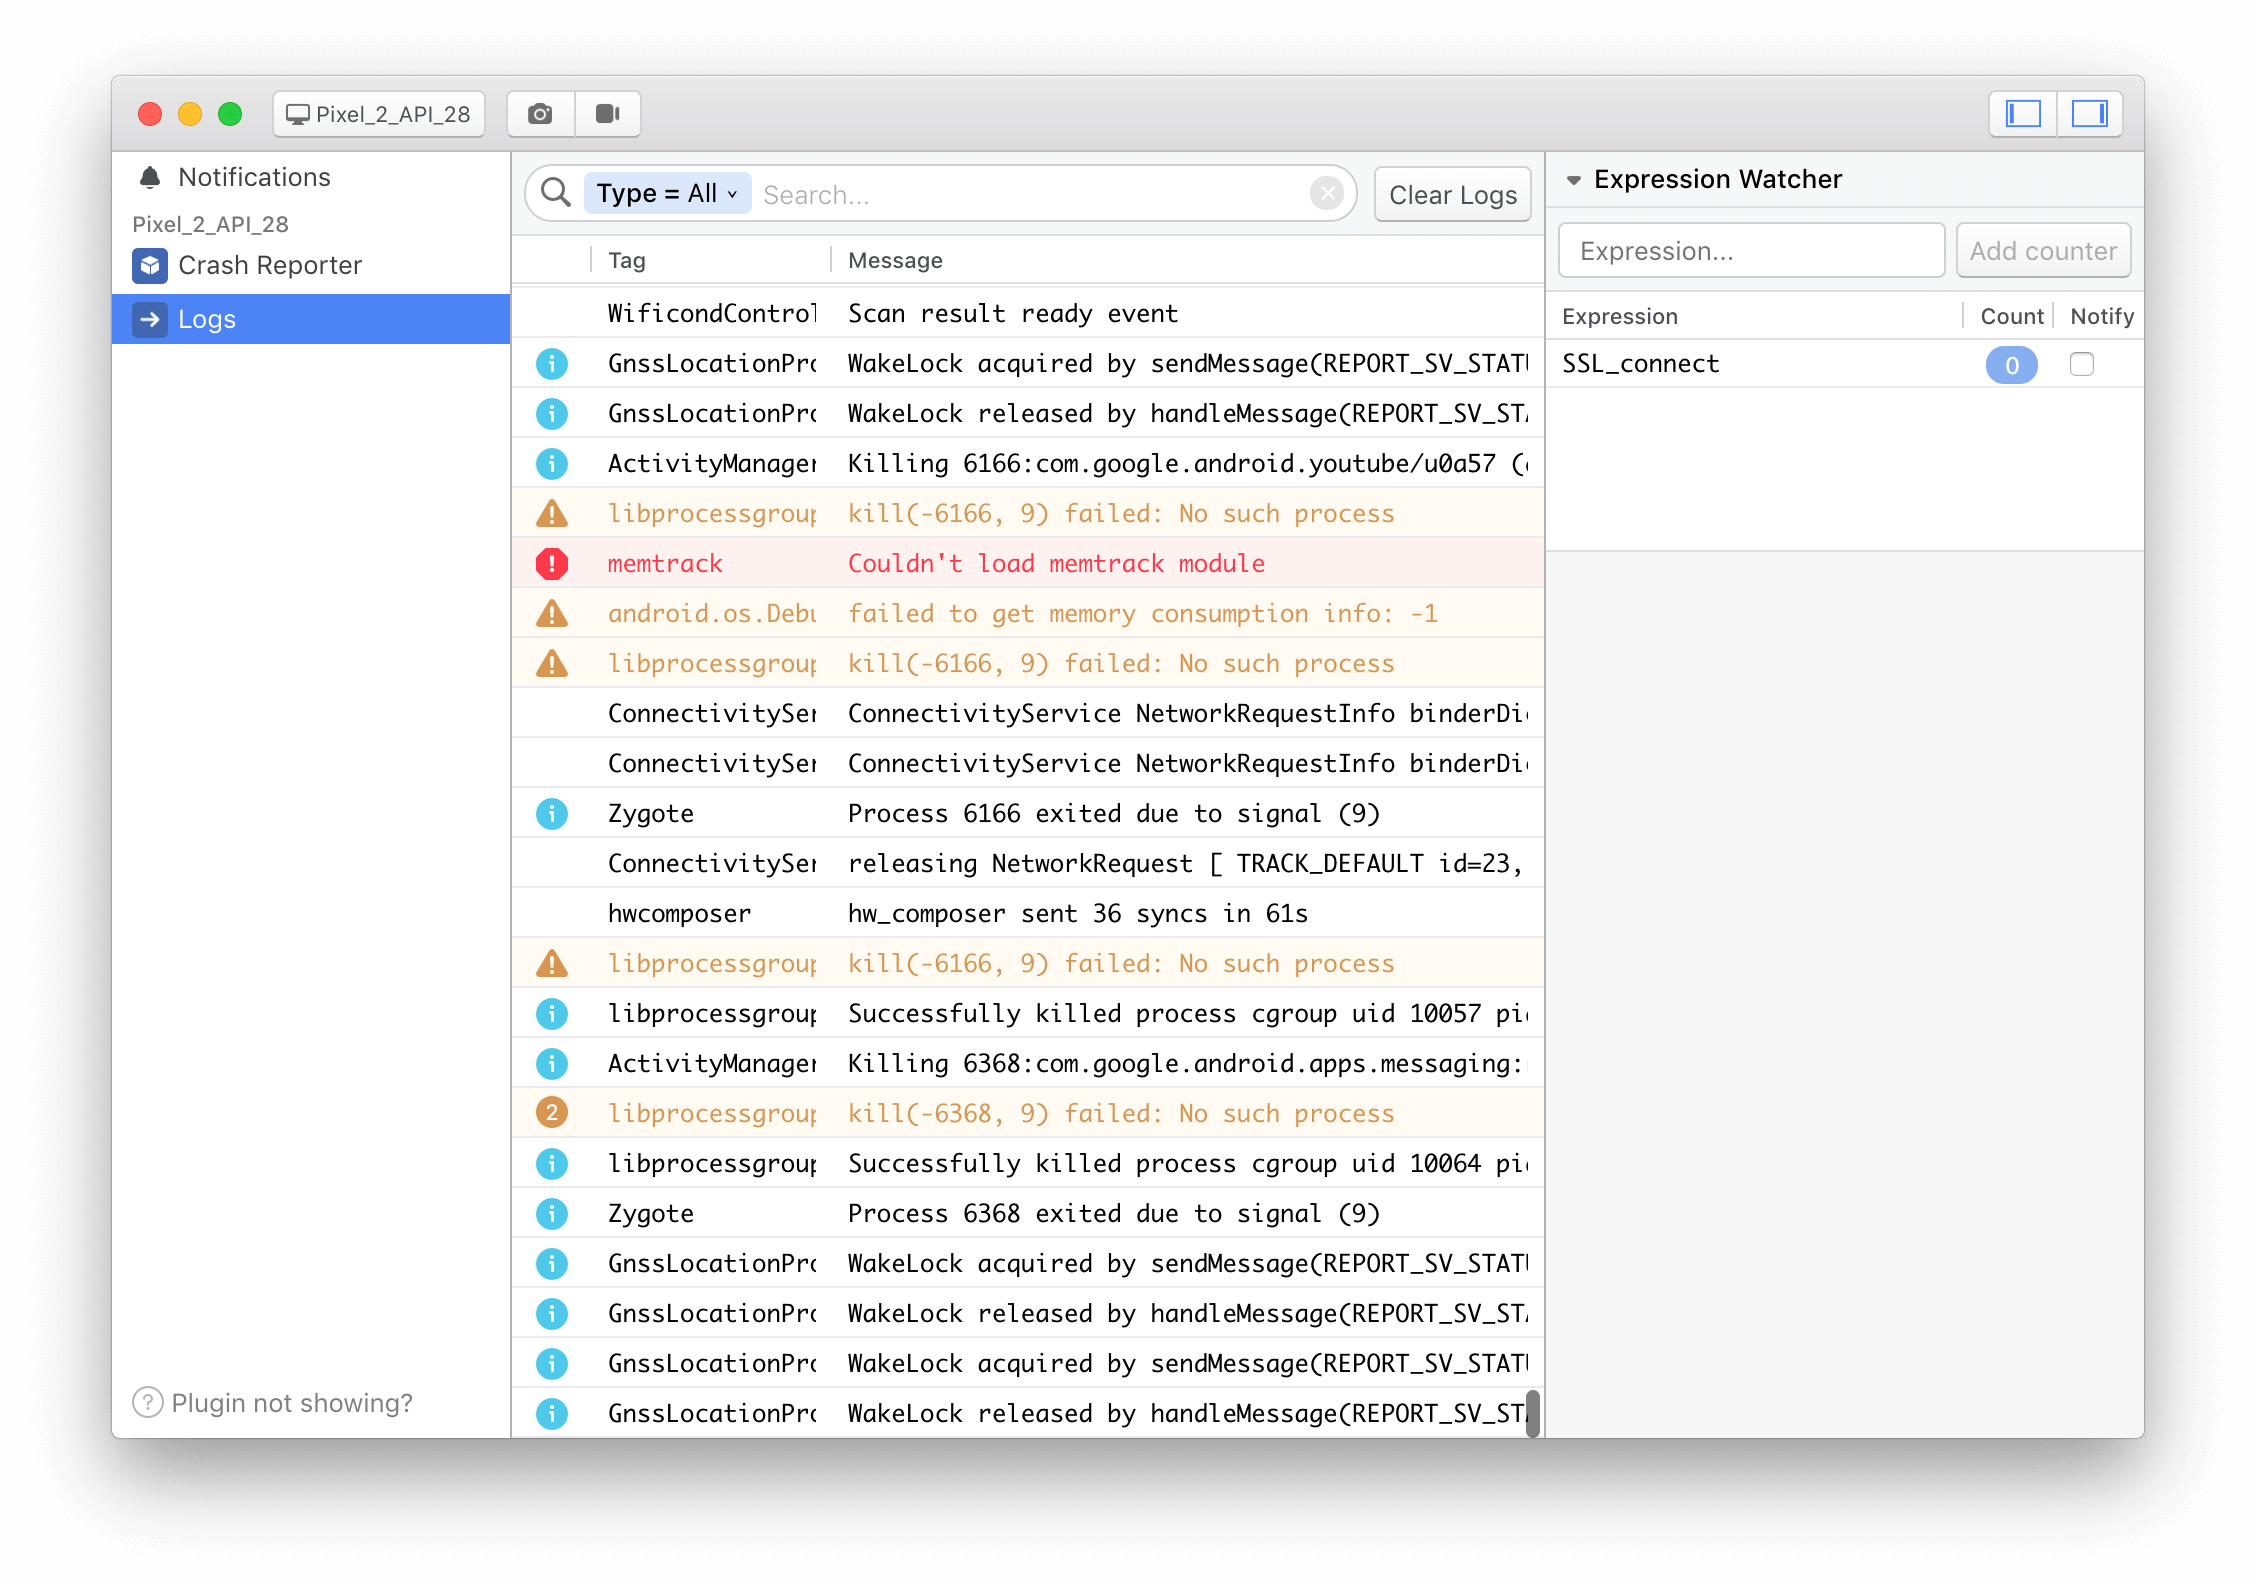 Pixel_2_API_28
Notifications
Pixel_2_API_28
Crash Reporter
Logs
Plugin not showing?
Type = All Search...
Clear Logs
Tag Message
WificondControl Scan result ready event
GnssLocationPro WakeLock acquired by sendMessage(REPORT_SV_STATU
GnssLocationPro WakeLock released by handleMessage(REPORT_SV_STA
ActivityManager Killing 6166:com.google.android.youtube/u0a57 (
libprocessgroup kill(-6166, 9) failed: No such process
memtrack Couldn't load memtrack module
android.os.Debu failed to get memory consumption info: -1
libprocessgroup kill(-6166, 9) failed: No such process
ConnectivitySer ConnectivityService NetworkRequestInfo binderDie
ConnectivitySer ConnectivityService NetworkRequestInfo binderDie
Zygote Process 6166 exited due to signal (9)
ConnectivitySer releasing NetworkRequest [ TRACK_DEFAULT id=23,
hwcomposer hw_composer sent 36 syncs in 61s
libprocessgroup kill(-6166, 9) failed: No such process
libprocessgroup Successfully killed process cgroup uid 10057 pid
ActivityManager Killing 6368:com.google.android.apps.messaging:
2 libprocessgroup kill(-6368, 9) failed: No such process
libprocessgroup Successfully killed process cgroup uid 10064 pid
Zygote Process 6368 exited due to signal (9)
GnssLocationPro WakeLock acquired by sendMessage(REPORT_SV_STATU
GnssLocationPro WakeLock released by handleMessage(REPORT_SV_STA
GnssLocationPro WakeLock acquired by sendMessage(REPORT_SV_STATU
GnssLocationPro WakeLock released by handleMessage(REPORT_SV_STA
Expression Watcher
Expression... Add counter
Expression Count Notify
SSL_connect 0